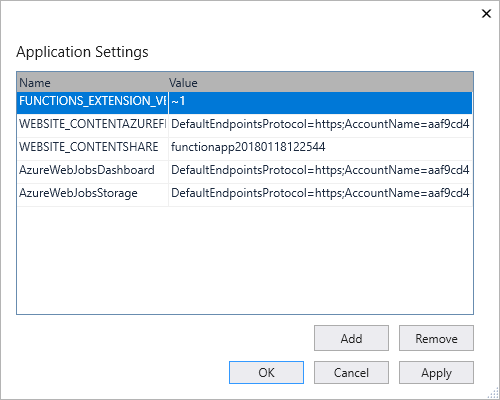 Application Settings
Name Value
FUNCTIONS_EXTENSION_VE ~1
WEBSITE_CONTENTAZUREFI DefaultEndpointsProtocol=https;AccountName=aaf9cd4
WEBSITE_CONTENTSHARE functionapp20180118122544
AzureWebJobsDashboard DefaultEndpointsProtocol=https;AccountName=aaf9cd4
AzureWebJobsStorage DefaultEndpointsProtocol=https;AccountName=aaf9cd4
Add Remove
OK Cancel Apply